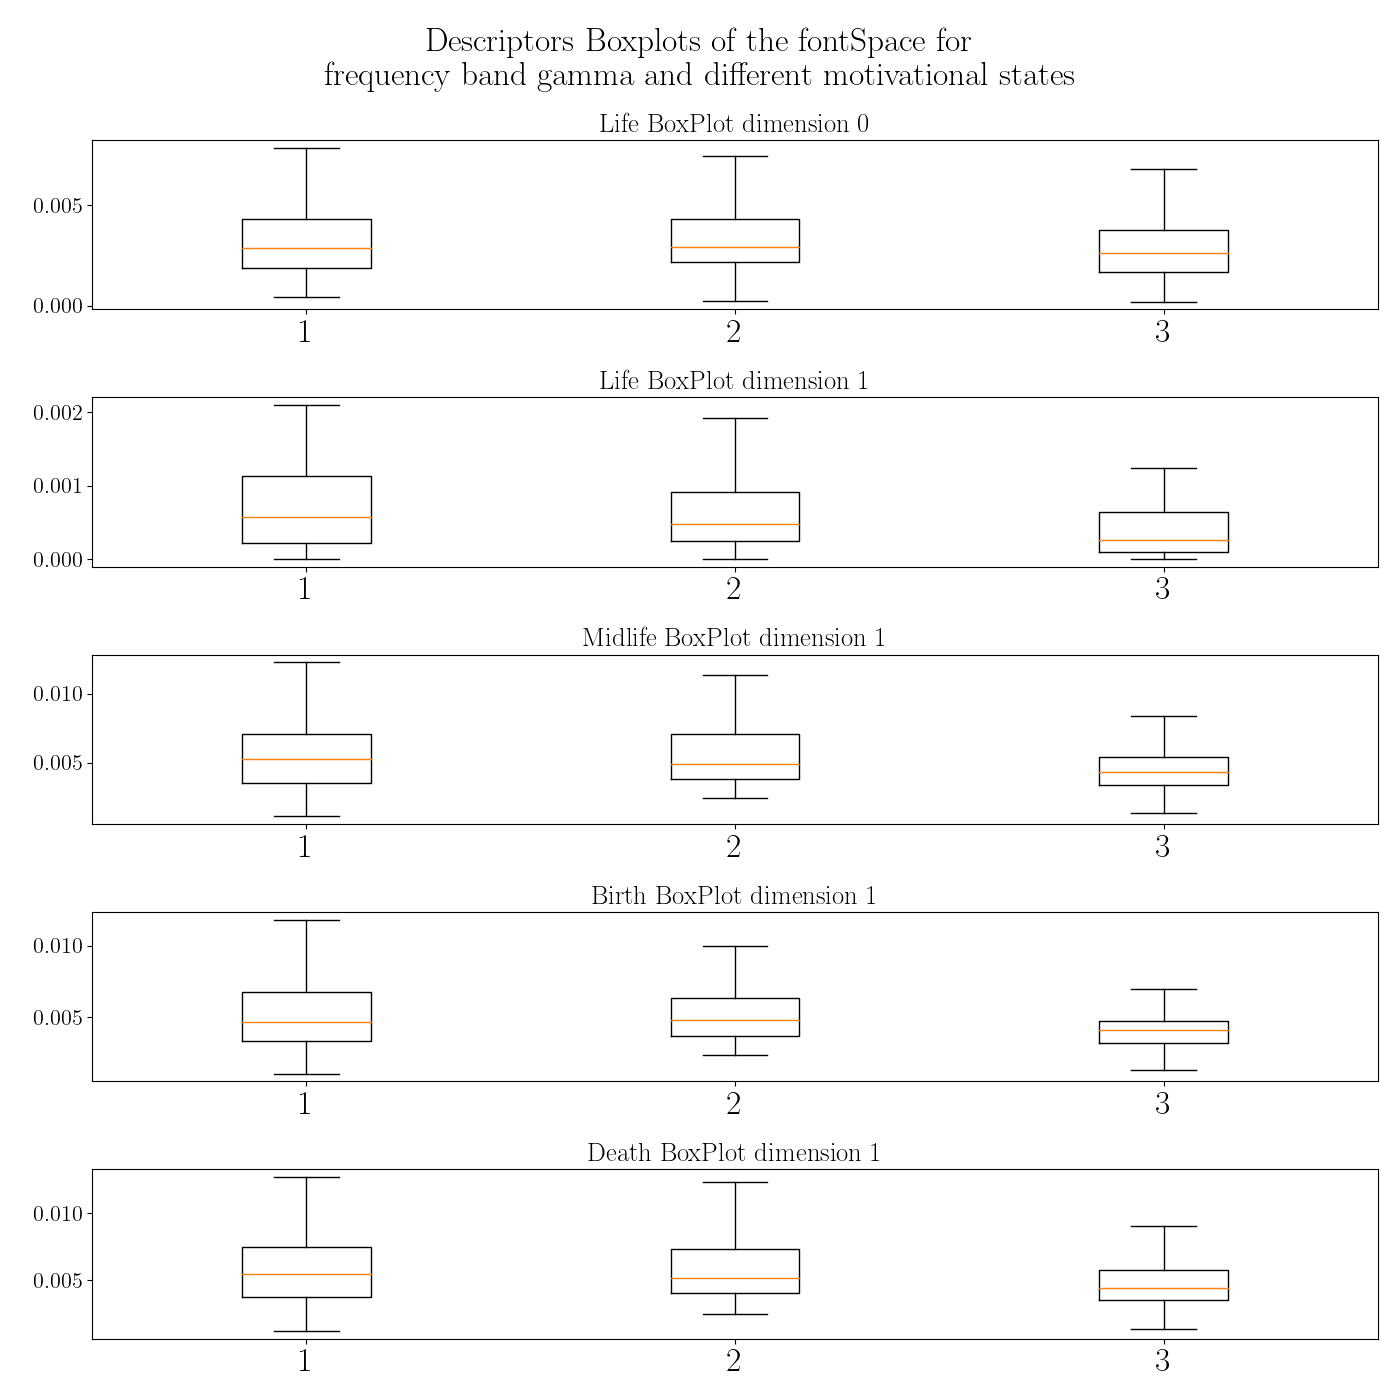 Descriptors Boxplots of the fontSpace for
frequency band gamma and different motivational states
Life BoxPlot dimension 0
0.005
0.000
1 2 3
Life BoxPlot dimension 1
0.002
0.001
0.000
1 2 3
Midlife BoxPlot dimension 1
0.010
0.005
1 2 3
Birth BoxPlot dimension 1
0.010
0.005
1 2 3
Death BoxPlot dimension 1
0.010
0.005
1 2 3